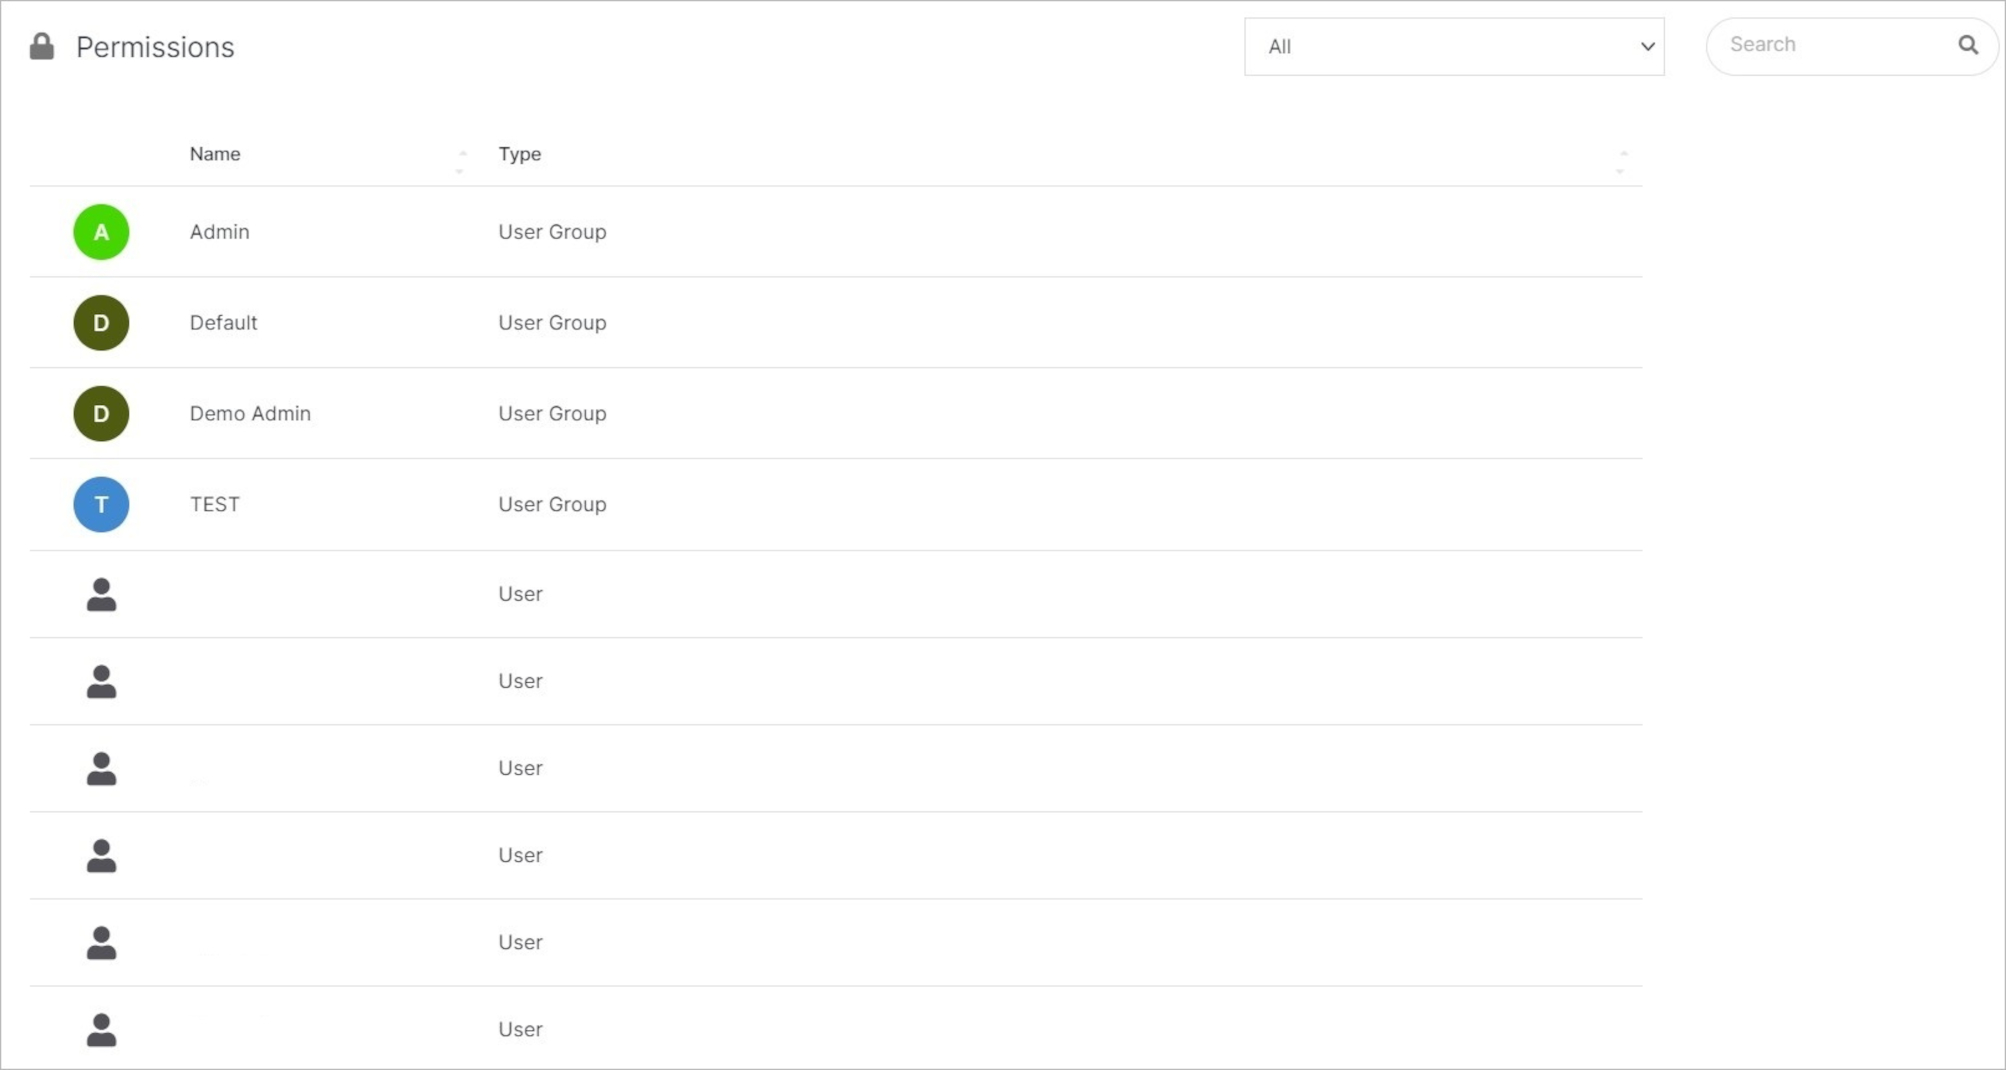 Permissions
All
Search
Name Type
A Admin User Group
D Default User Group
D Demo Admin User Group
T TEST User Group
User
User
User
User
User
User